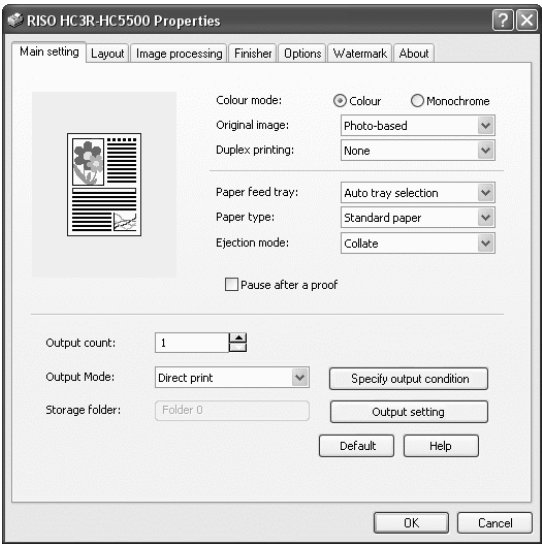 RISO HC3R-HC5500 Properties
Main setting Layout Image processing Finisher Options Watermark About
Colour mode: Colour Monochrome
Original image: Photo-based
Duplex printing: None
Paper feed tray: Auto tray selection
Paper type: Standard paper
Ejection mode: Collate
Pause after a proof
Output count: 1
Output Mode: Direct print Specify output condition
Storage folder: Folder 0 Output setting
Default Help
OK Cancel